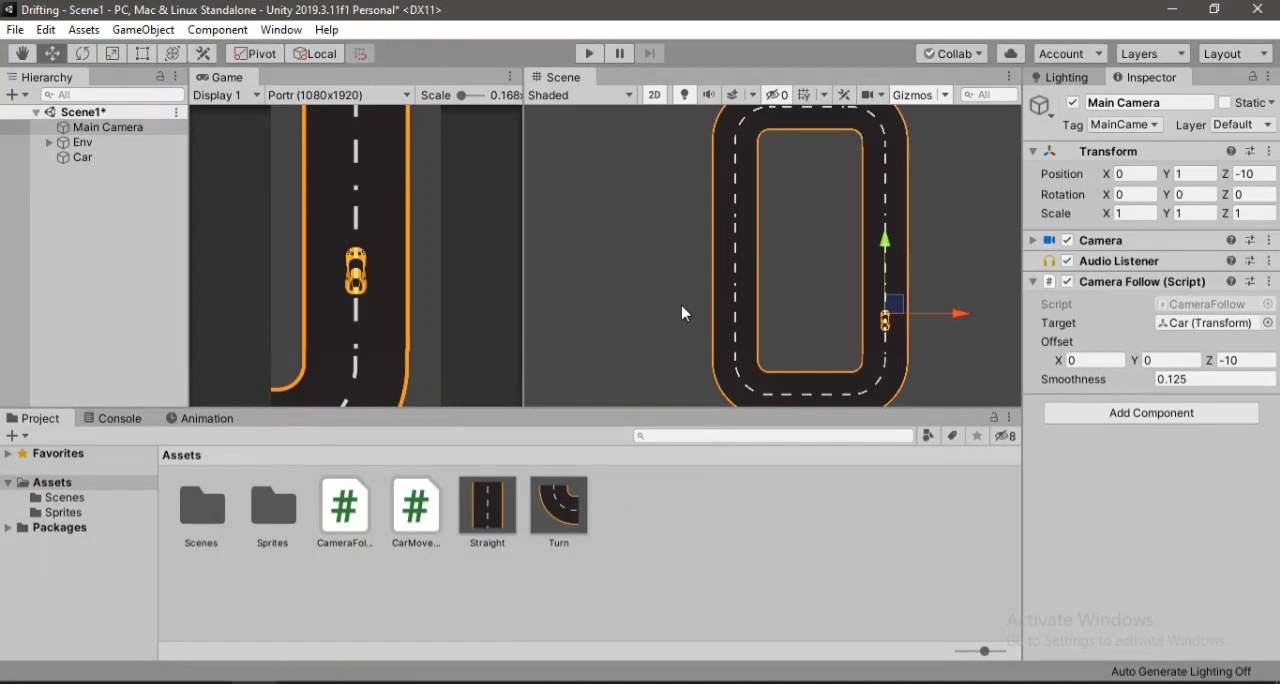 Drifting - Scene1 - PC, Mac & Linux Standalone - Unity 2019.3.11f1 Personal* <DX11>
File Edit Assets GameObject Component Window Help
Pivot Local Collab Account Layers Layout
Hierarchy Game Scene Lighting Inspector
All Display 1 Portr (1080x1920) Scale 0.168x Shaded 2D 0 Gizmos All
Scene1*
Main Camera
Env
Car
Main Camera Static
Tag MainCame Layer Default
Transform
Position X 0 Y 1 Z -10
Rotation X 0 Y 0 Z 0
Scale X 1 Y 1 Z 1
Camera
Audio Listener
# Camera Follow (Script)
Script CameraFollow
Target Car (Transform)
Offset
X 0 Y 0 Z -10
Smoothness 0.125
Add Component
Project Console Animation
8
Favorites
Assets
Scenes
Sprites
Packages
Assets
# #
Scenes Sprites CameraFol... CarMove... Straight Turn
Activate Windows
Go to Settings to activate Windows.
Auto Generate Lighting Off